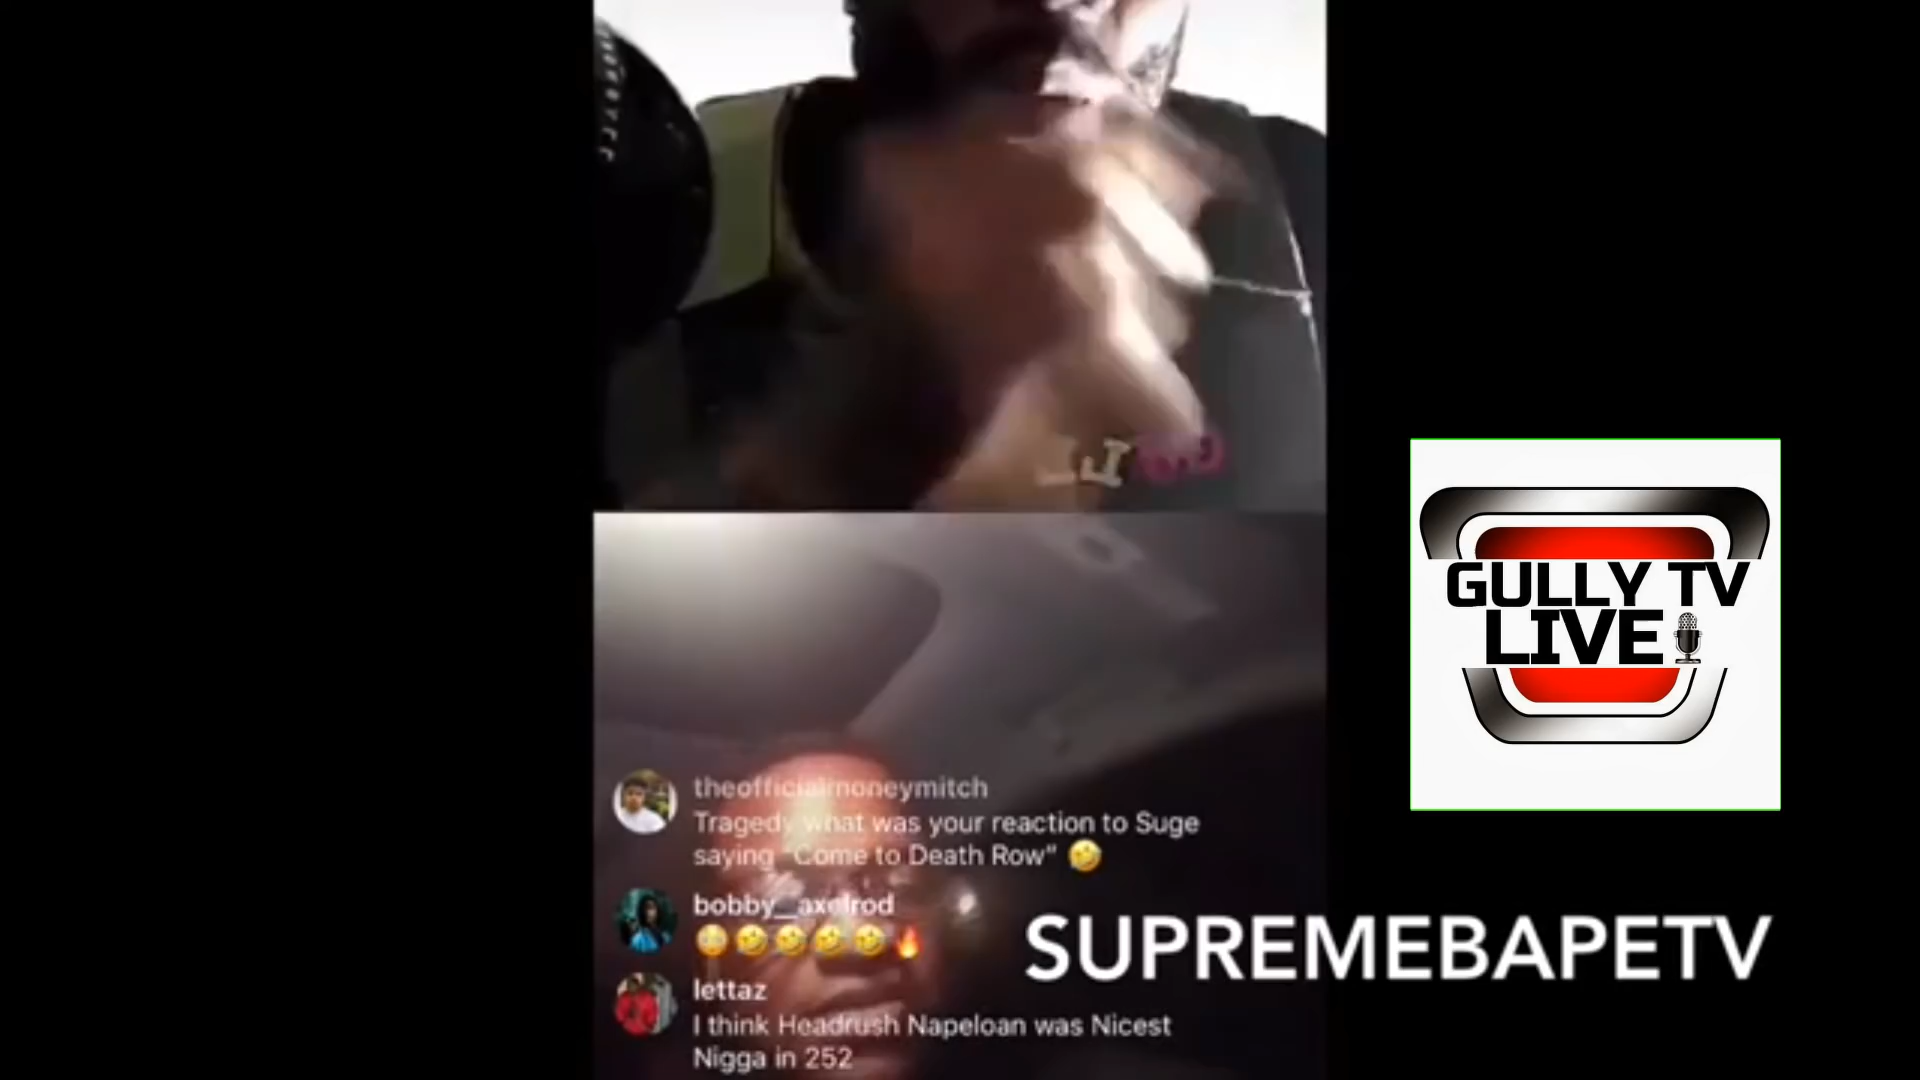 theofficialmoneymitch
Tragedy what was your reaction to Suge
saying “Come to Death Row” 🤣
bobby__axelrod
😳🤣🤣🤣🤣🔥
lettaz
I think Headrush Napeloan was Nicest
Nigga in 252
GULLY TV
LIVE
SUPREMEBAPETV